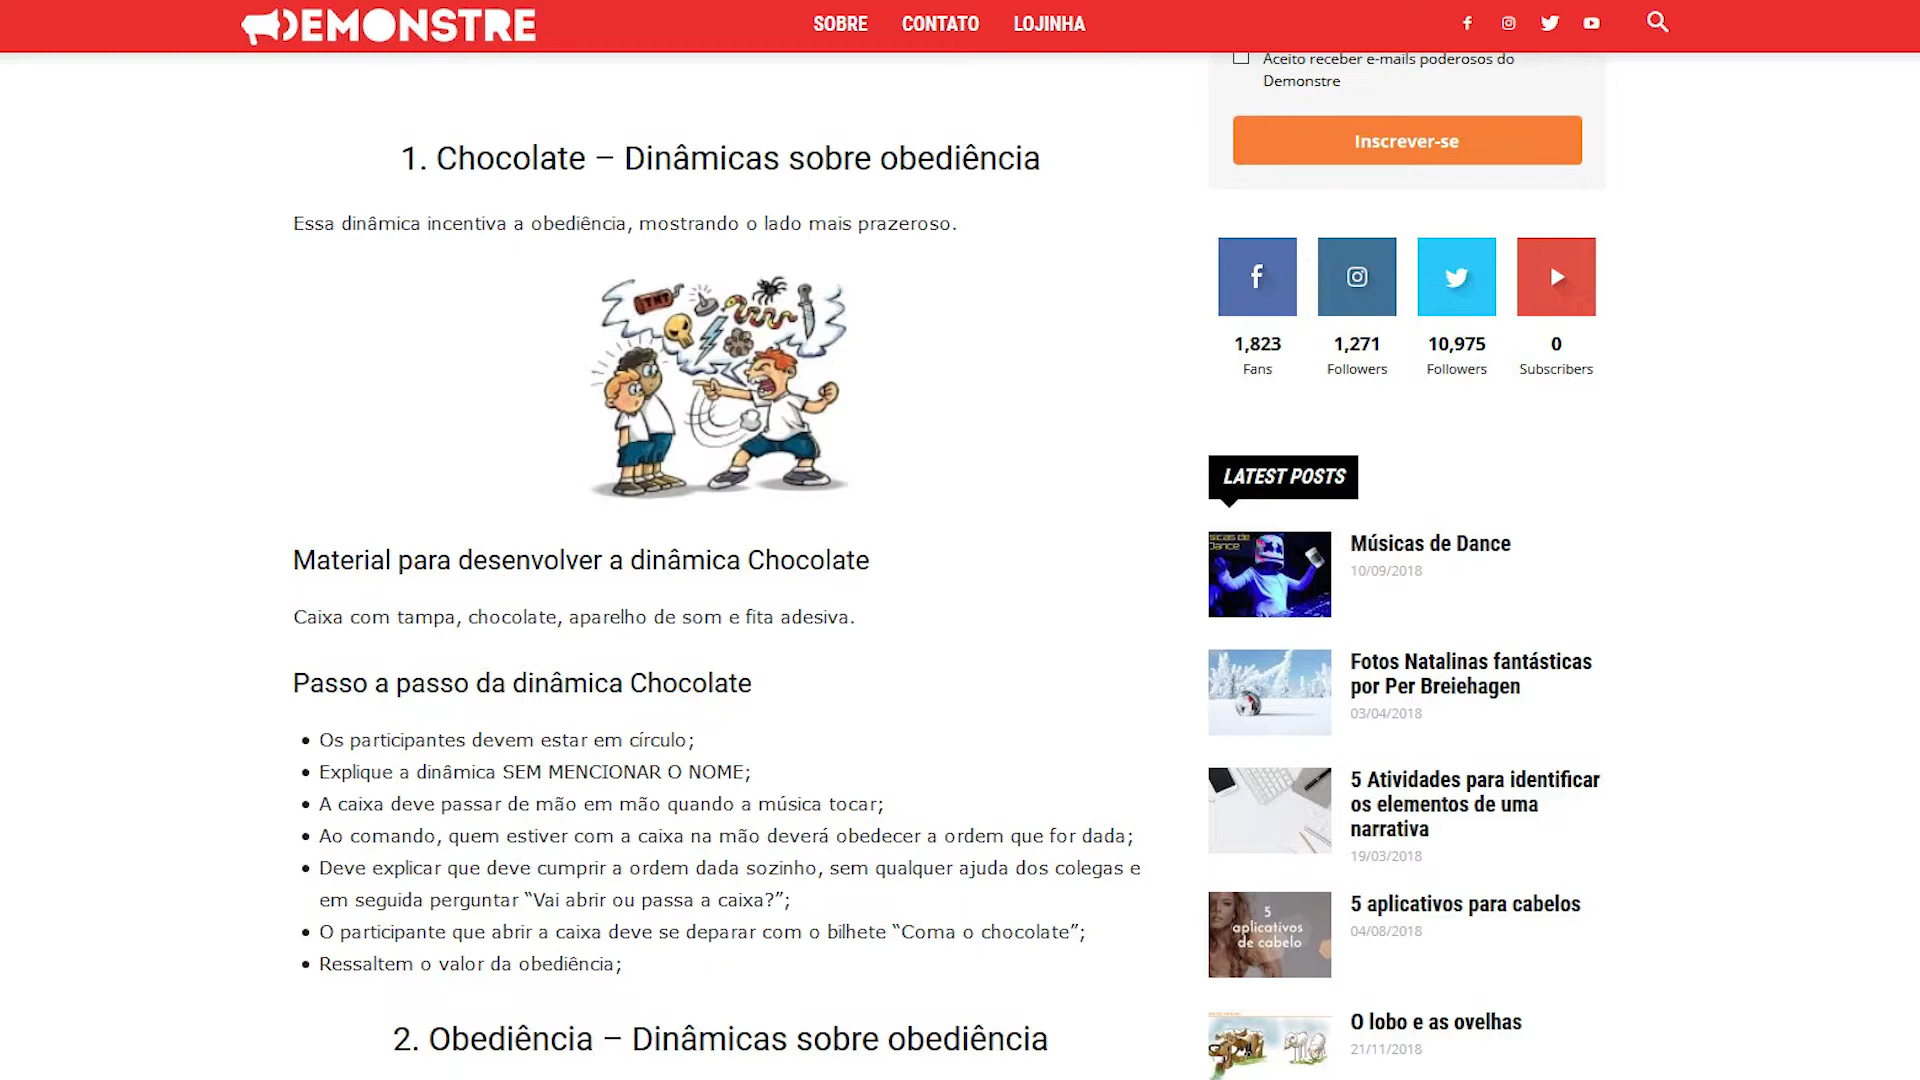 DEMONSTRE
SOBRE
CONTATO
LOJINHA
Aceito receber e-mails poderosos do
Demonstre
Inscrever-se
1. Chocolate – Dinâmicas sobre obediência
Essa dinâmica incentiva a obediência, mostrando o lado mais prazeroso.
TNT
Material para desenvolver a dinâmica Chocolate
Caixa com tampa, chocolate, aparelho de som e fita adesiva.
Passo a passo da dinâmica Chocolate
Os participantes devem estar em círculo;
Explique a dinâmica SEM MENCIONAR O NOME;
A caixa deve passar de mão em mão quando a música tocar;
Ao comando, quem estiver com a caixa na mão deverá obedecer a ordem que for dada;
Deve explicar que deve cumprir a ordem dada sozinho, sem qualquer ajuda dos colegas e
em seguida perguntar “Vai abrir ou passa a caixa?”;
O participante que abrir a caixa deve se deparar com o bilhete “Coma o chocolate”;
Ressaltem o valor da obediência;
2. Obediência – Dinâmicas sobre obediência
1,823
Fans
1,271
Followers
10,975
Followers
0
Subscribers
LATEST POSTS
sicas de
Dance
Músicas de Dance
10/09/2018
Fotos Natalinas fantásticas
por Per Breiehagen
03/04/2018
5 Atividades para identificar
os elementos de uma
narrativa
19/03/2018
5
aplicativos
de cabelo
5 aplicativos para cabelos
04/08/2018
O lobo e as ovelhas
21/11/2018